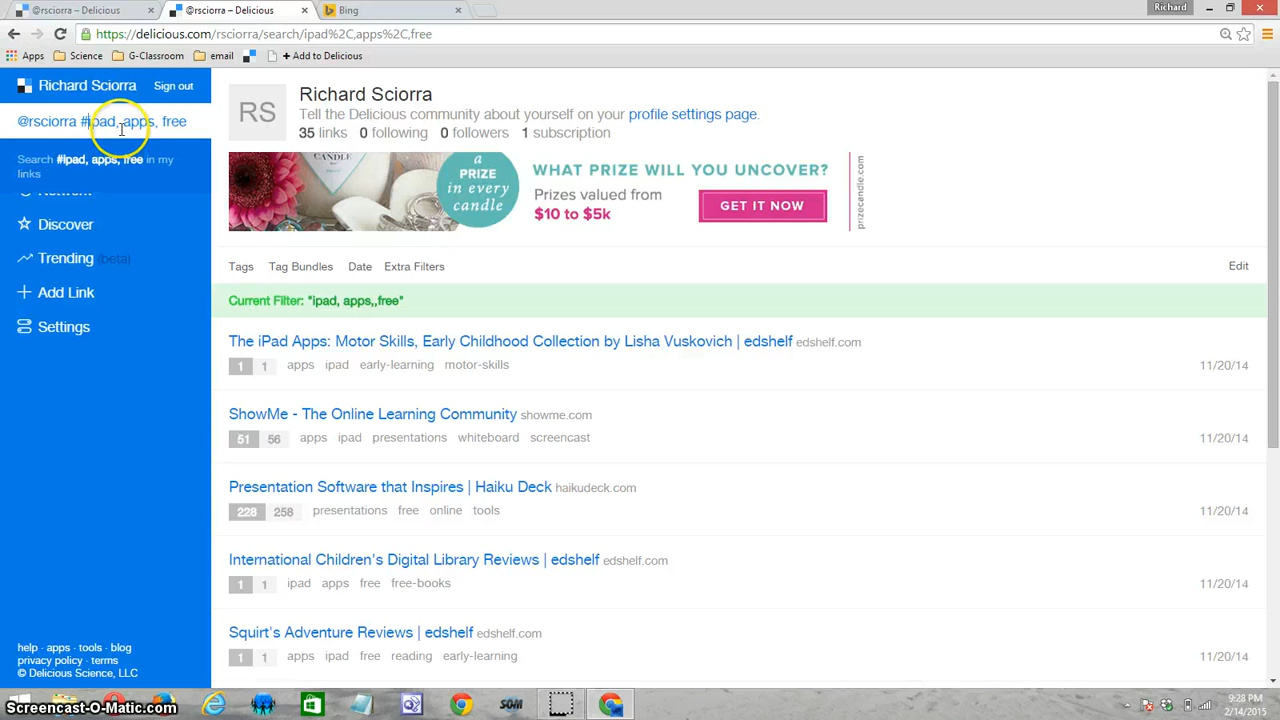 @rsciorra – Delicious
@rsciorra – Delicious
Bing
Richard
https://delicious.com/rsciorra/search/ipad%2C,apps%2C,free
Apps
Science
G-Classroom
email
+ Add to Delicious
Richard Sciorra
Sign out
@rsciorra #ipad, apps, free
Search #ipad, apps, free in my
links
Network
Discover
Trending (beta)
Add Link
Settings
help · apps · tools · blog
privacy policy · terms
© Delicious Science, LLC
RS
Richard Sciorra
Tell the Delicious community about yourself on your profile settings page.
35 links 0 following 0 followers 1 subscription
CANDLE
a
PRIZE
in every
candle
WHAT PRIZE WILL YOU UNCOVER?
Prizes valued from
$10 to $5k
GET IT NOW
prizecandle.com
Tags Tag Bundles Date Extra Filters Edit
Current Filter: "ipad, apps,,free"
The iPad Apps: Motor Skills, Early Childhood Collection by Lisha Vuskovich | edshelf edshelf.com
1 1 apps ipad early-learning motor-skills 11/20/14
ShowMe - The Online Learning Community showme.com
51 56 apps ipad presentations whiteboard screencast 11/20/14
Presentation Software that Inspires | Haiku Deck haikudeck.com
228 258 presentations free online tools 11/20/14
International Children's Digital Library Reviews | edshelf edshelf.com
1 1 ipad apps free free-books 11/20/14
Squirt's Adventure Reviews | edshelf edshelf.com
1 1 apps ipad free reading early-learning 11/20/14
Screencast-O-Matic.com
SOM
9:28 PM
2/14/2015